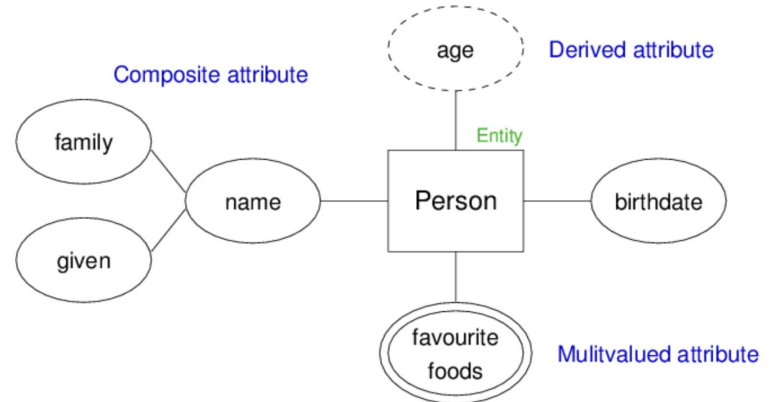 age
Derived attribute
Composite attribute
Entity
family
name
Person
birthdate
given
favourite
foods
Mulitvalued attribute